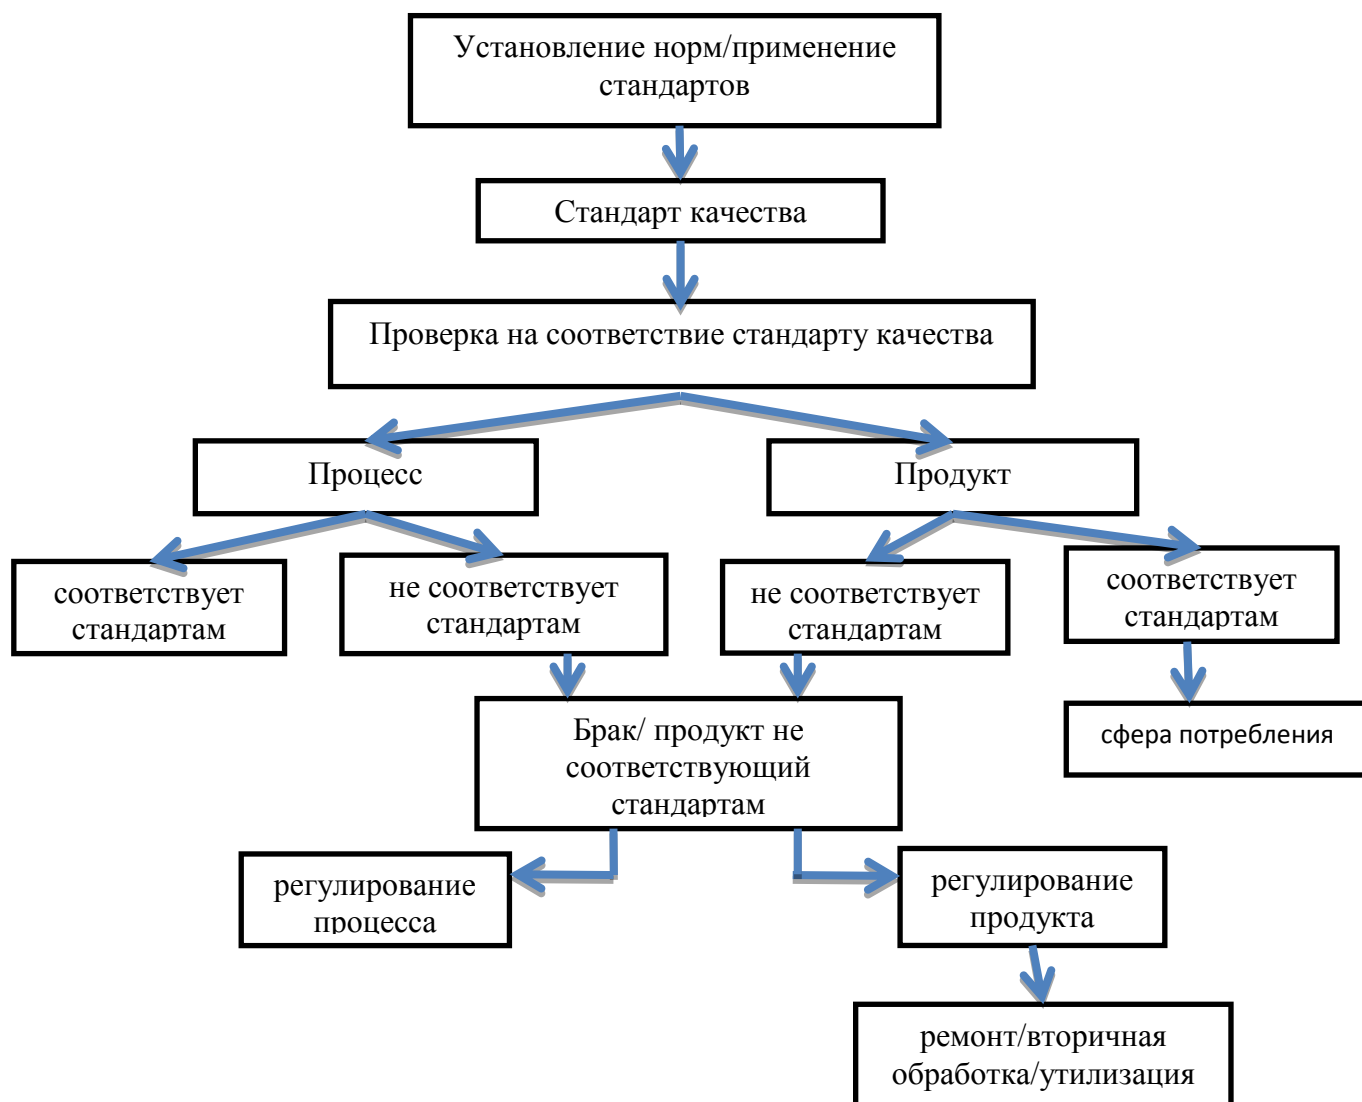 Установление норм/применение
стандартов
Стандарт качества
Проверка на соответствие стандарту качества
Процесс
Продукт
соответствует
стандартам
не соответствует
стандартам
не соответствует
стандартам
соответствует
стандартам
Брак/ продукт не
соответствующий
стандартам
сфера потребления
регулирование
процесса
регулирование
продукта
ремонт/вторичная
обработка/утилизация